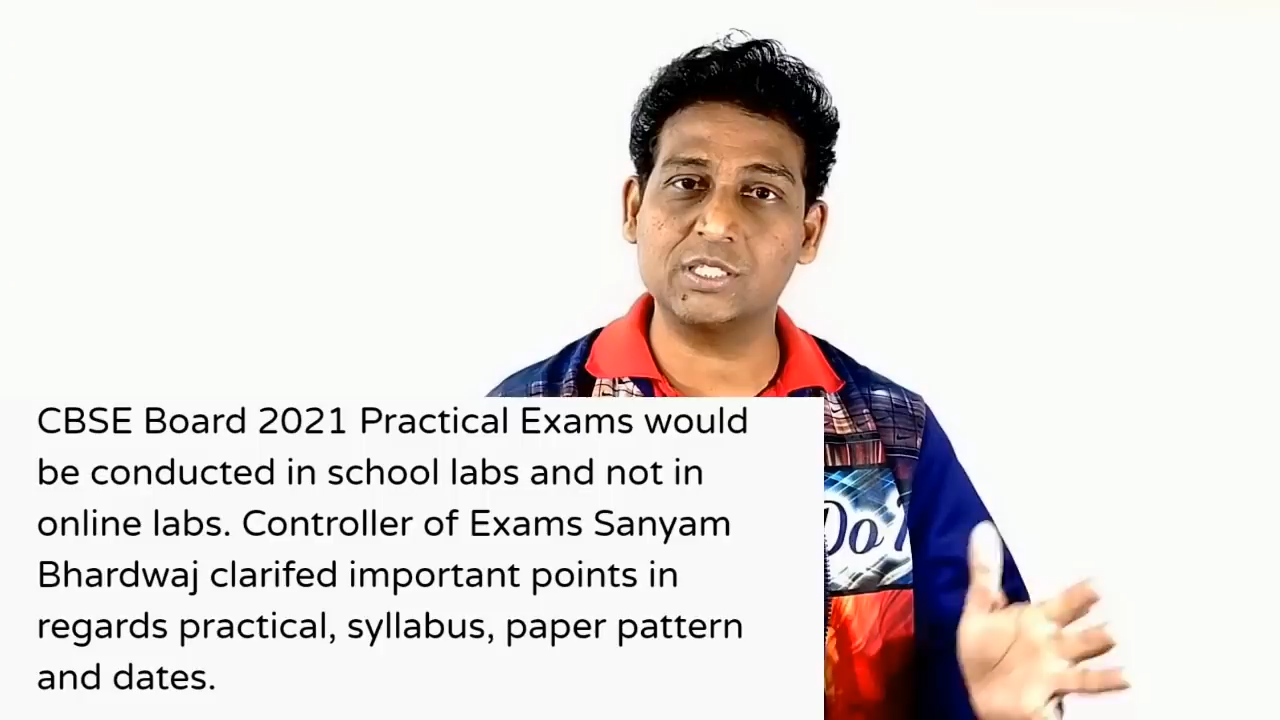 CBSE Board 2021 Practical Exams would
be conducted in school labs and not in
online labs. Controller of Exams Sanyam
Bhardwaj clarifed important points in
regards practical, syllabus, paper pattern
and dates.
Do